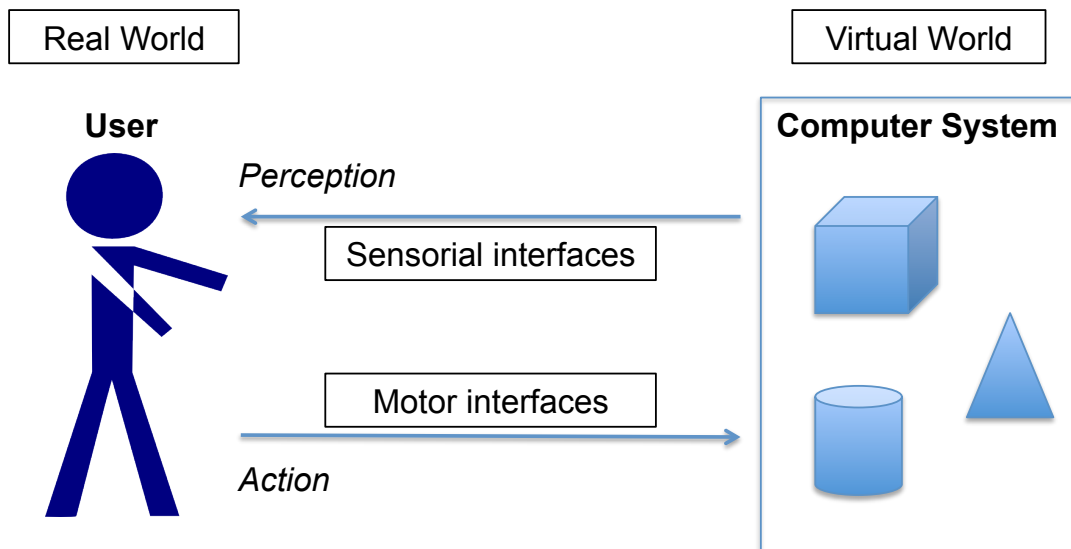 Real World
Virtual World
User
Computer System
Perception
Sensorial interfaces
Motor interfaces
Action